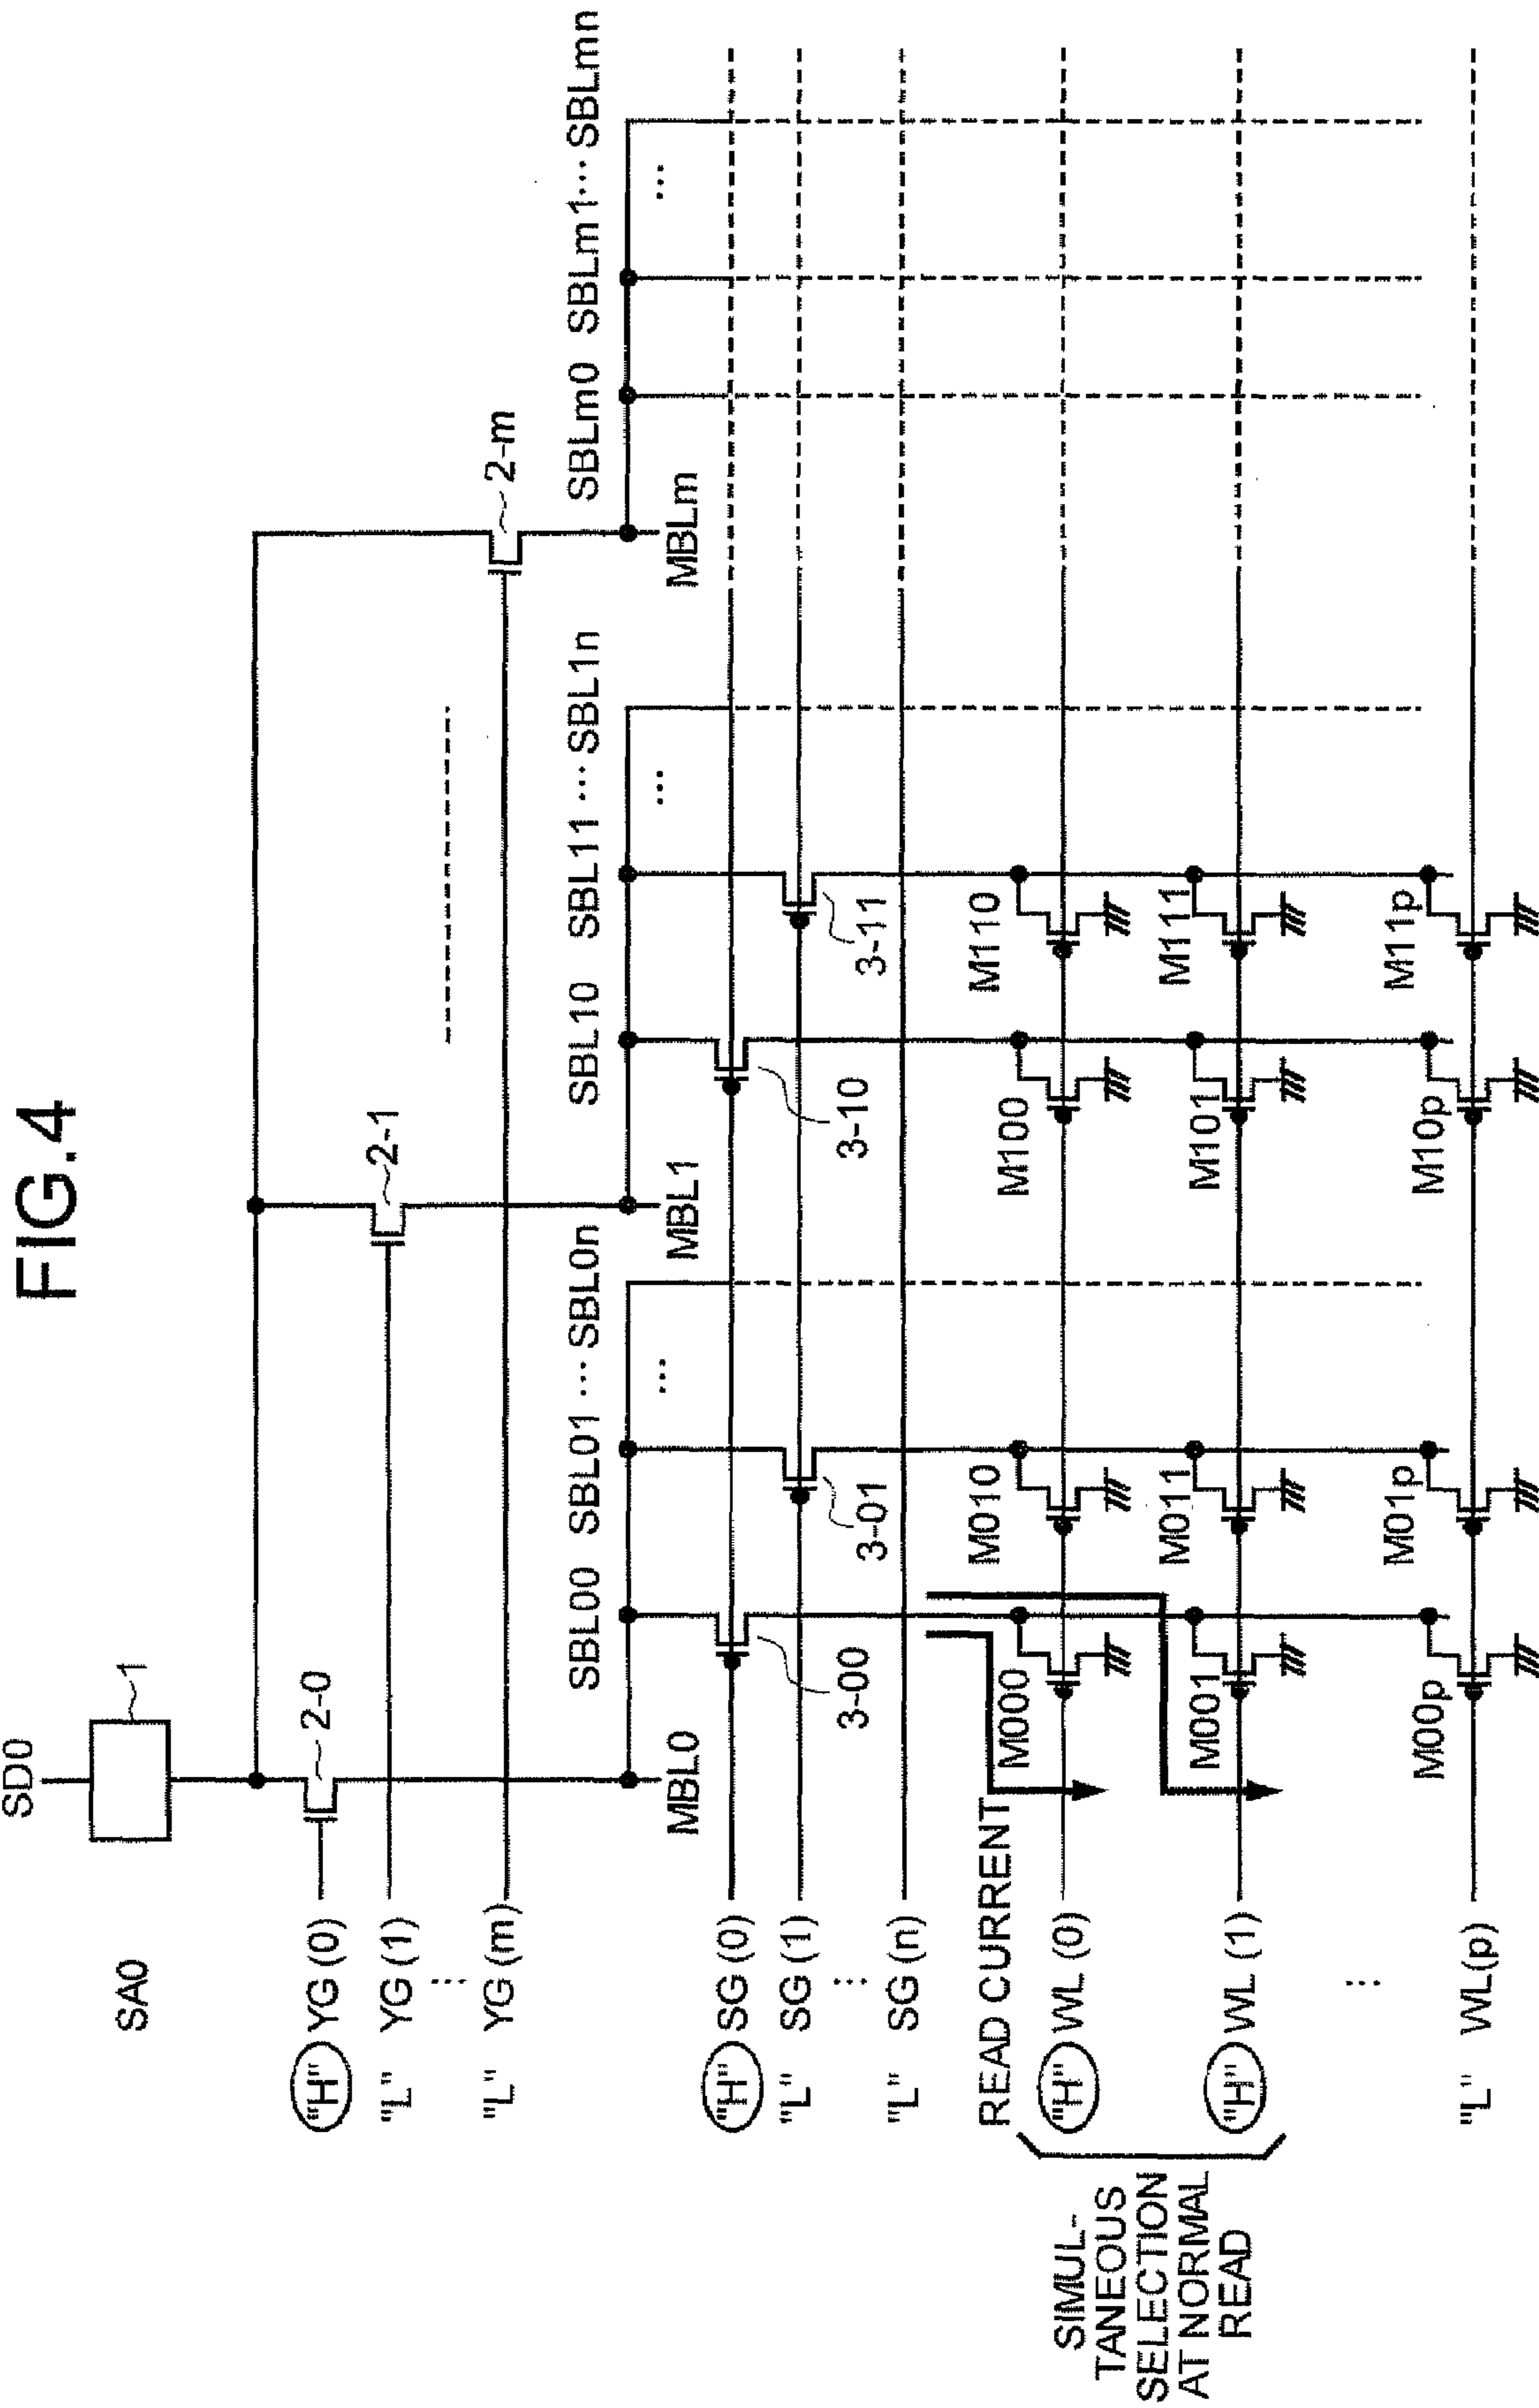 FIG.4
SD0
SA0
1
2-0
"H" YG (0)
2-1
"L" YG (1)
⋮
2-m
"L" YG (m)
SBL00 SBL01 ··· SBL0n
SBL10 SBL11 ··· SBL1n
SBLm0 SBLm1 ··· SBLmn
MBL0
MBL1
MBLm
... ... ...
"H" SG (0)
"L" SG (1)
⋮
"L" SG (n)
3-00
3-01
3-10
3-11
READ CURRENT
M000
M010
M100
M110
"H" WL (0)
M001
M011
M101
M111
"H" WL (1)
⋮
M00p
M01p
M10p
M11p
"L" WL(p)
SIMUL-
TANEOUS
SELECTION
AT NORMAL
READ